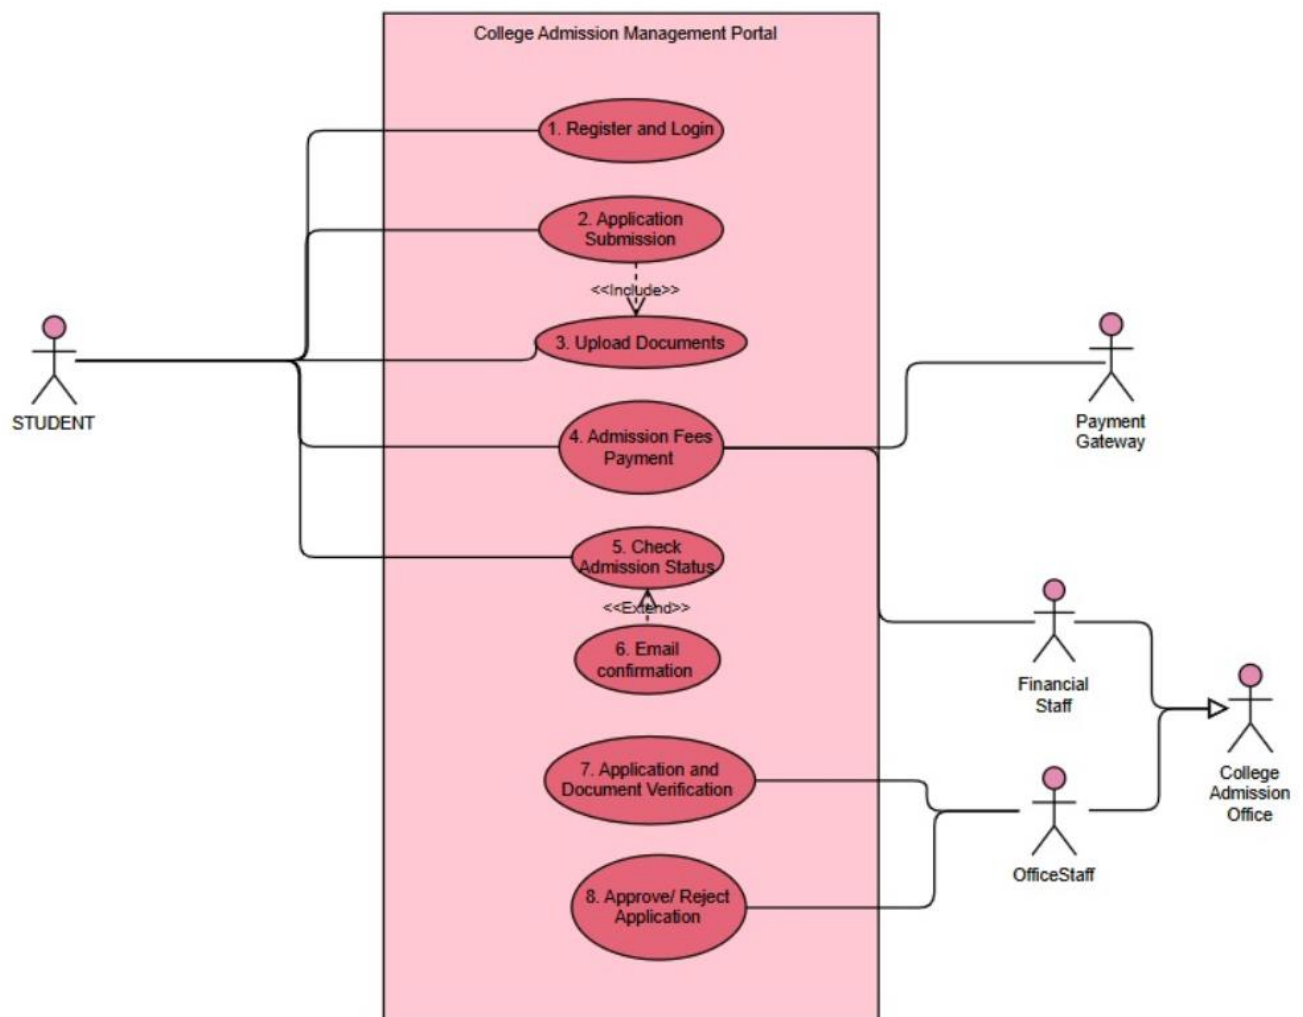 College Admission Management Portal
1. Register and Login
2. Application
Submission
<<Include>>
3. Upload Documents
STUDENT
Payment
Gateway
4. Admission Fees
Payment
5. Check
Admission Status
<<Extend>>
6. Email
confirmation
Financial
Staff
7. Application and
Document Verification
College
Admission
Office
OfficeStaff
8. Approve/ Reject
Application